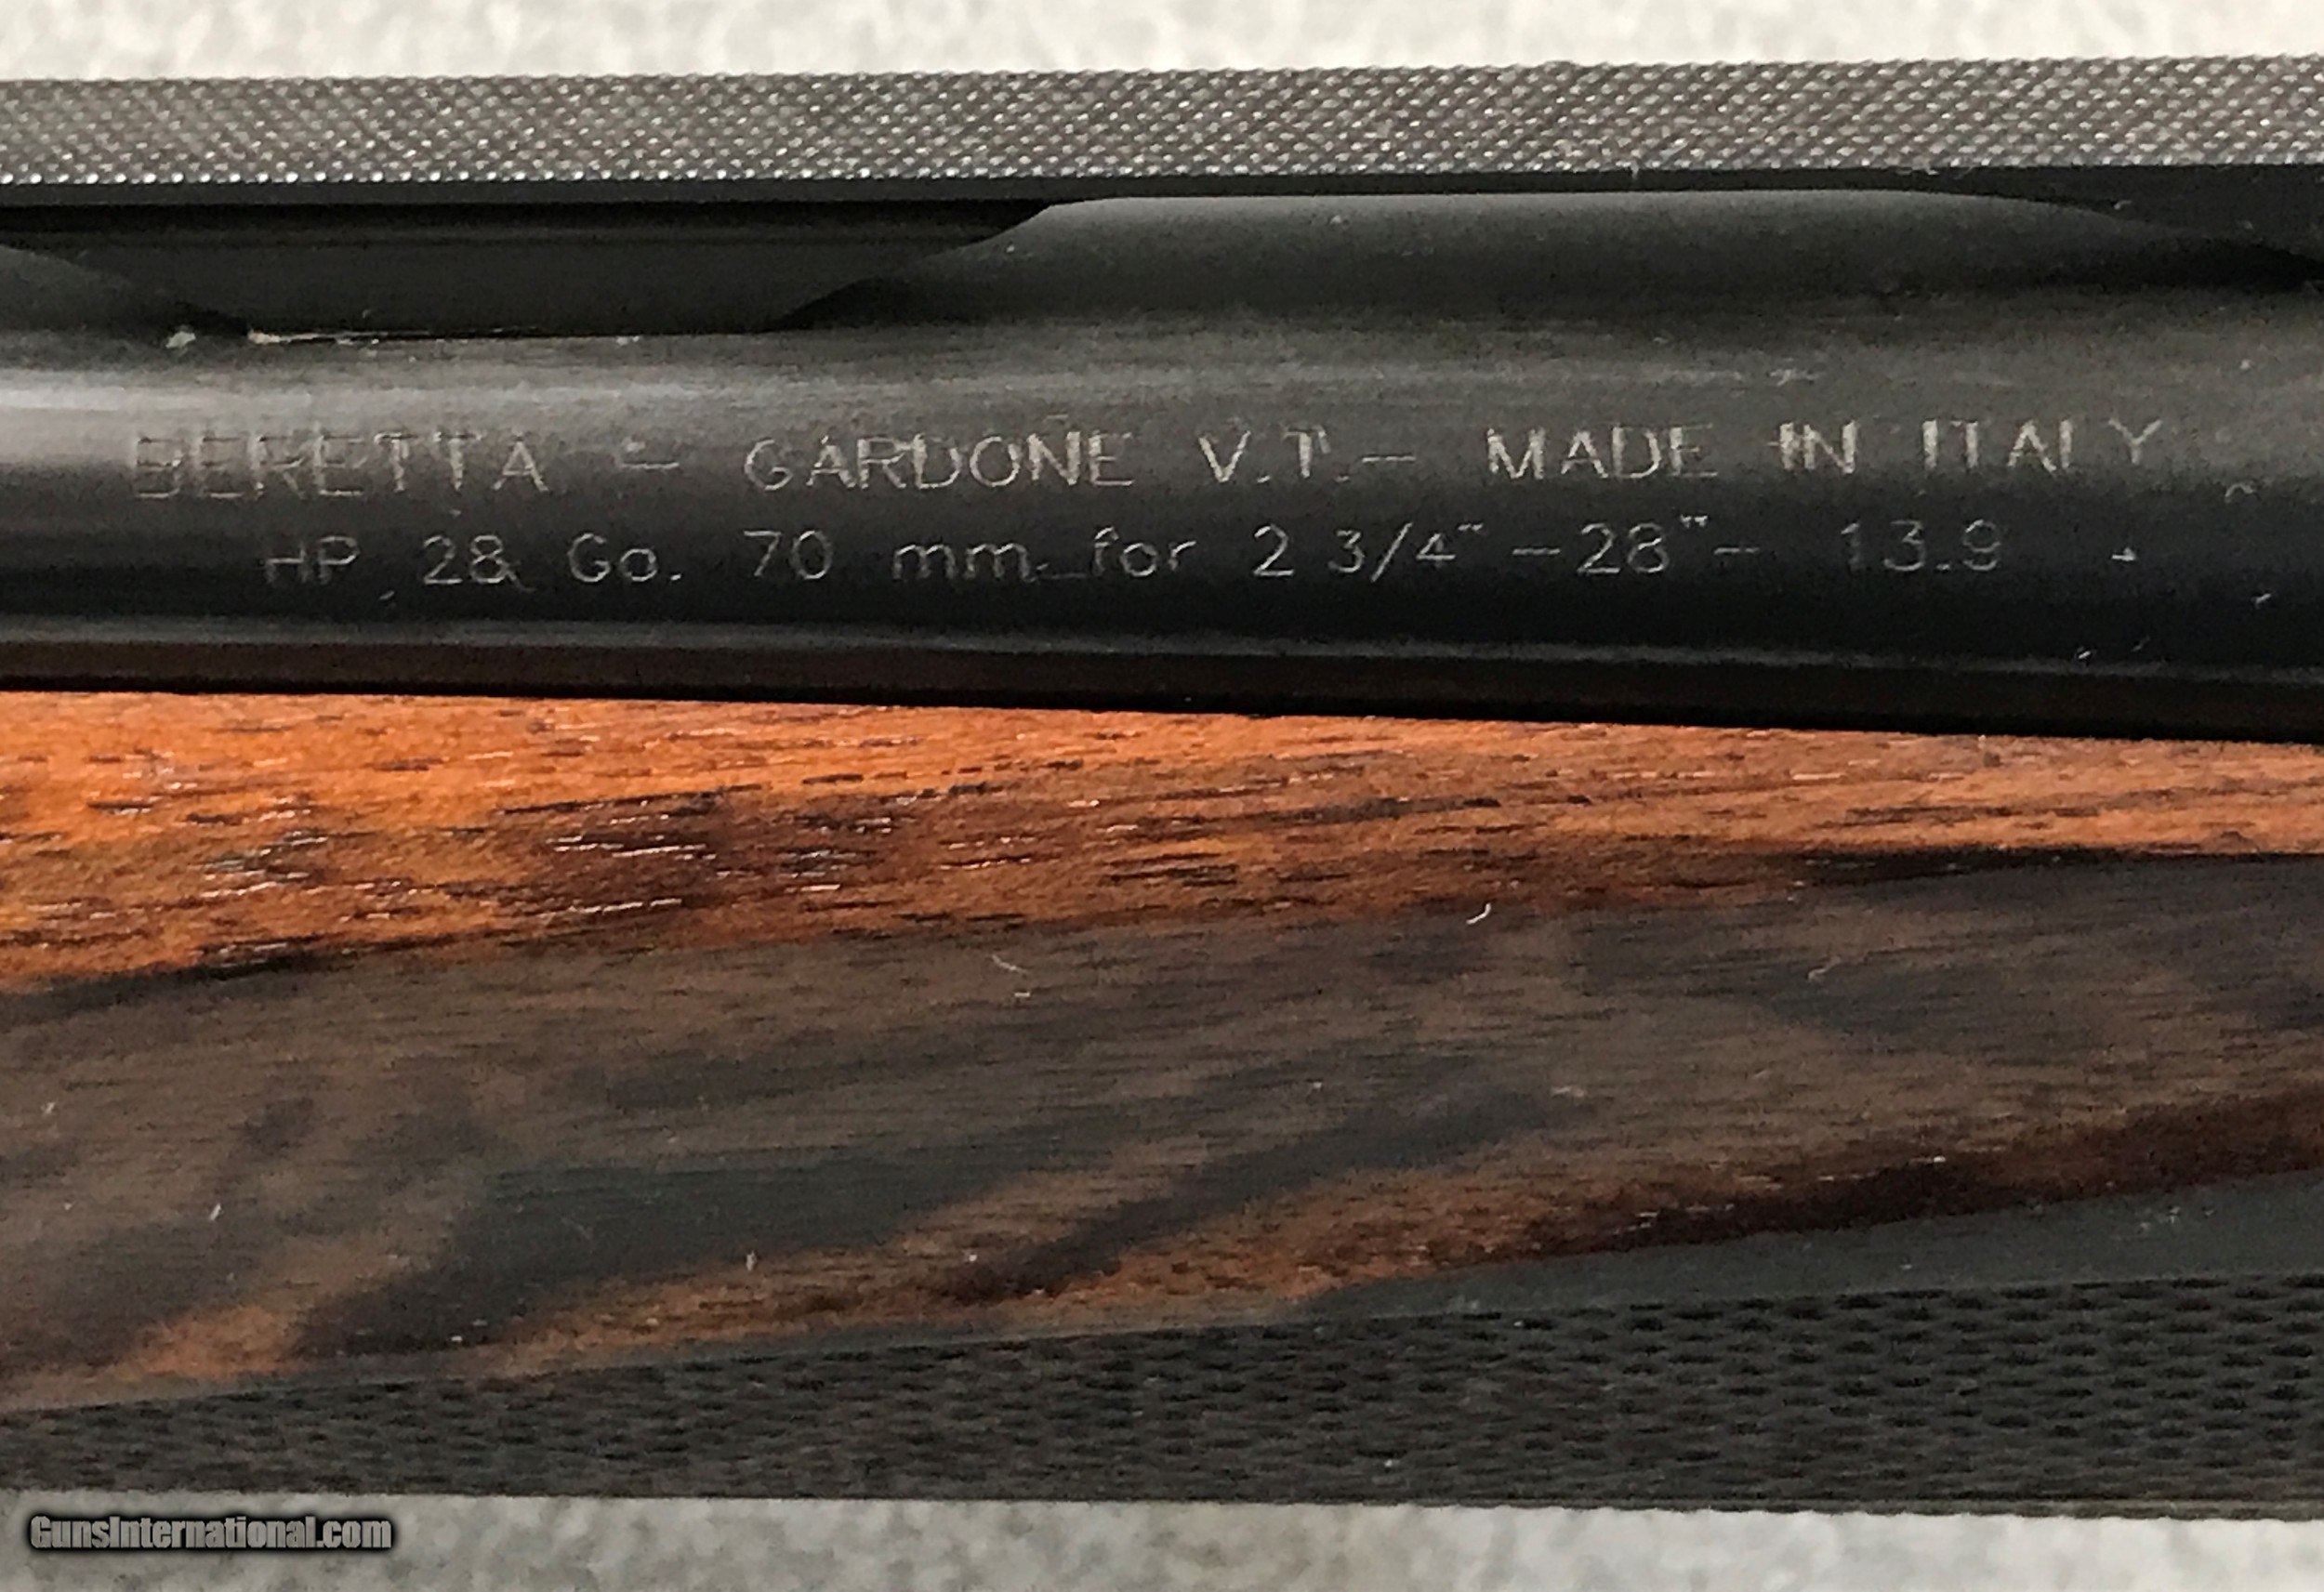 BERETTA – GARDONE V.T. – MADE IN ITALY
HP 28 Ga. 70 mm. for 2 3/4" – 28" – 13.9
GunsInternational.com